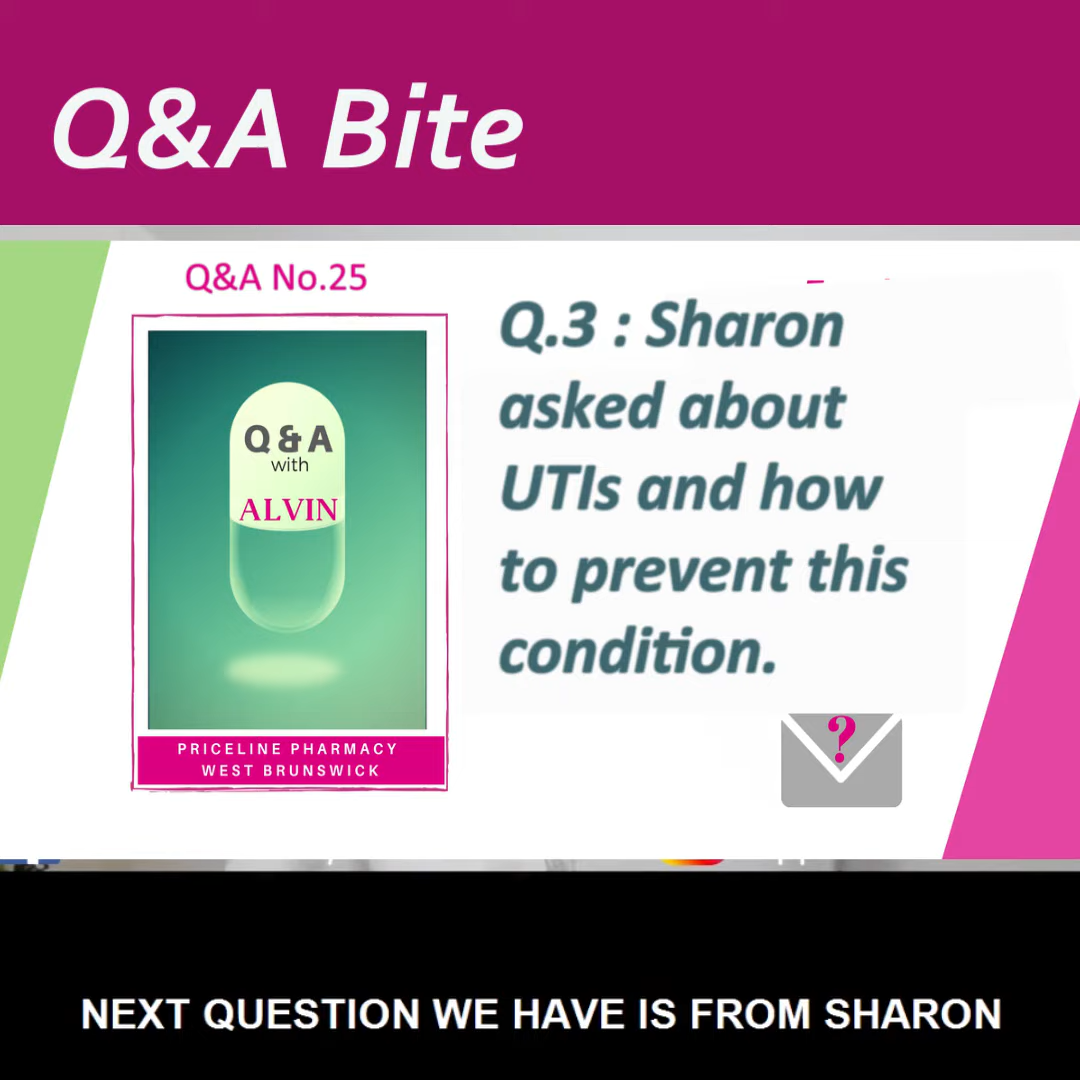 Q&A Bite
Q&A No.25
Q&A
with
ALVIN
PRICELINE PHARMACY
WEST BRUNSWICK
Q.3 : Sharon
asked about
UTIs and how
to prevent this
condition.
?
NEXT QUESTION WE HAVE IS FROM SHARON